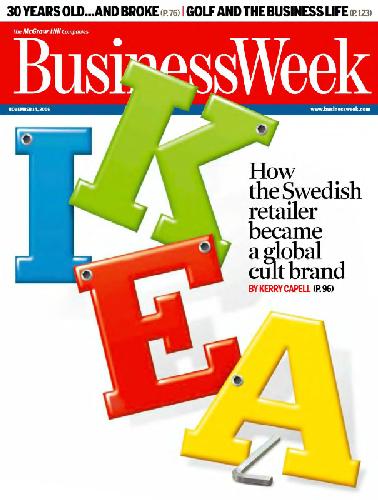 30 YEARS OLD...AND BROKE (P.76) | GOLF AND THE BUSINESS LIFE (P.123)
The McGraw-Hill Companies
BusinessWeek
www.businessweek.com
IKEA
How
the Swedish
retailer
became
a global
cult brand
BY KERRY CAPELL (P.96)